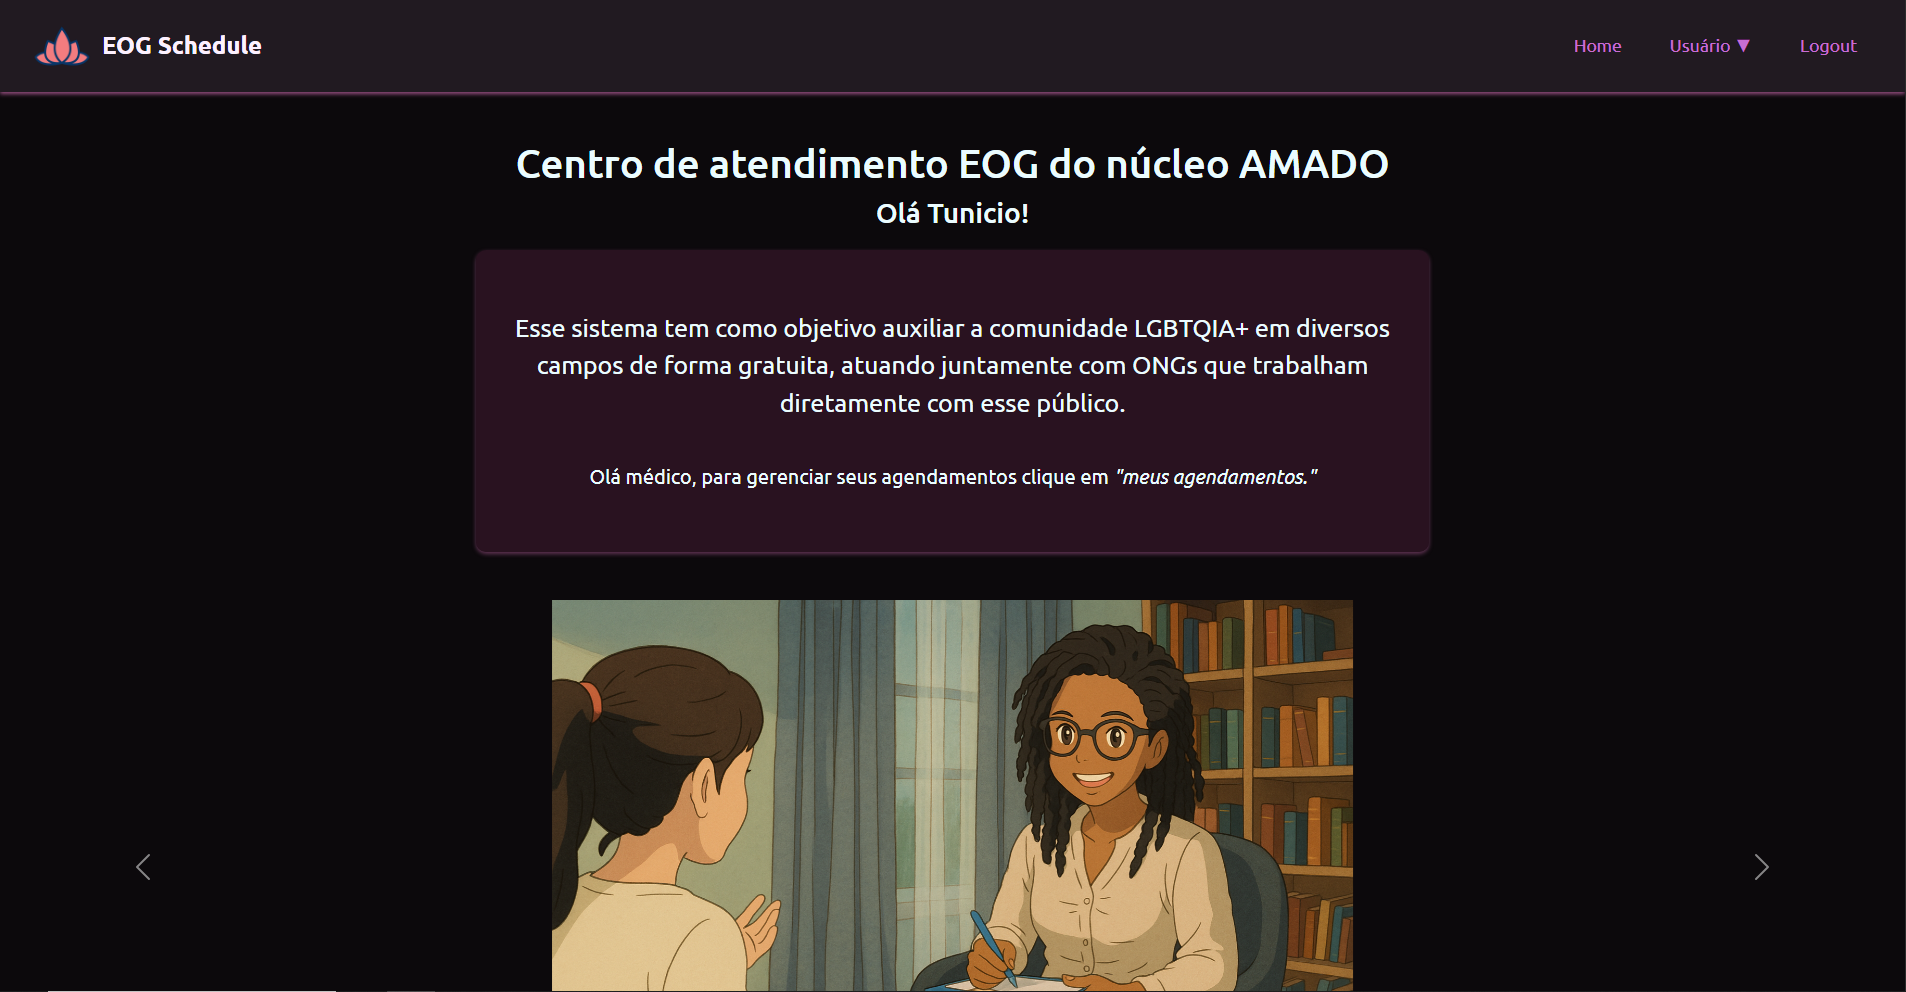 EOG Schedule
Home
Usuário ▼
Logout
Centro de atendimento EOG do núcleo AMADO
Olá Tunicio!
Esse sistema tem como objetivo auxiliar a comunidade LGBTQIA+ em diversos
campos de forma gratuita, atuando juntamente com ONGs que trabalham
diretamente com esse público.
Olá médico, para gerenciar seus agendamentos clique em "meus agendamentos."